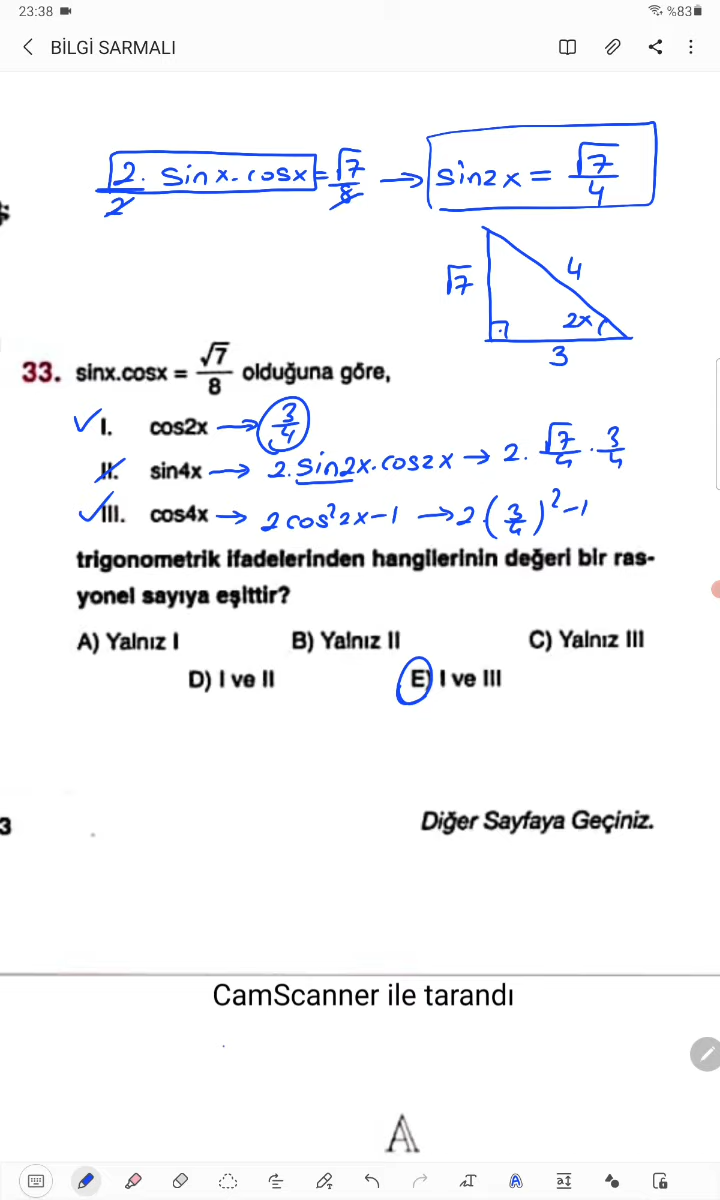 23:38 %83
BİLGİ SARMALI
2. sinx.cosx = √7/8 → sin2x = √7/4
2
√7 4 2x 3
33. sinx.cosx = √7/8 olduğuna göre,
✓ I. cos2x → 3/4
II. sin4x → 2.sin2x.cos2x → 2. √7/4 . 3/4
✓ III. cos4x → 2cos²2x-1 → 2(3/4)²-1
trigonometrik ifadelerinden hangilerinin değeri bir ras-
yonel sayıya eşittir?
A) Yalnız I B) Yalnız II C) Yalnız III
D) I ve II E) I ve III
3 Diğer Sayfaya Geçiniz.
CamScanner ile tarandı
A